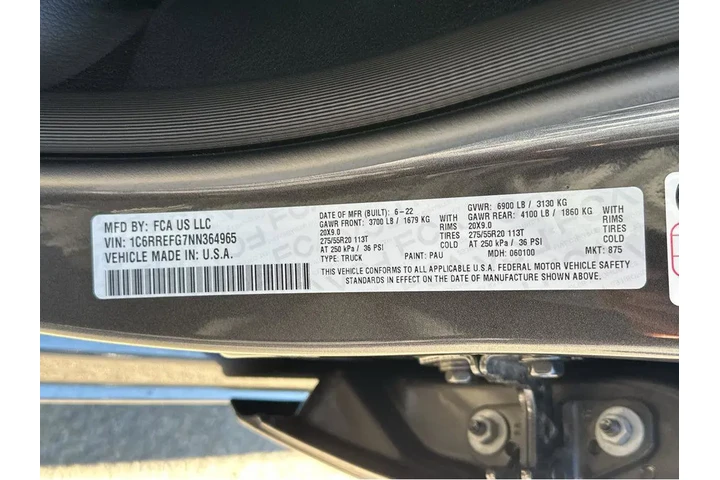 MFD BY: FCA US LLC
VIN: 1C6RREFG7NN364965
VEHICLE MADE IN: U.S.A.
DATE OF MFR (BUILT): 6-22
GAWR FRONT: 3700 LB / 1679 KG WITH
20X9.0 RIMS
275/55R20 113T TIRES
AT 250 kPa / 36 PSI COLD
TYPE: TRUCK PAINT: PAU
GVWR: 6900 LB / 3130 KG
GAWR REAR: 4100 LB / 1860 KG WITH
20X9.0 RIMS
275/55R20 113T TIRES
AT 250 kPa / 36 PSI COLD
MDH: 060100 MKT: 875
THIS VEHICLE CONFORMS TO ALL APPLICABLE U.S.A. FEDERAL MOTOR VEHICLE SAFETY
STANDARDS IN EFFECT ON THE DATE OF MANUFACTURE SHOWN ABOVE.